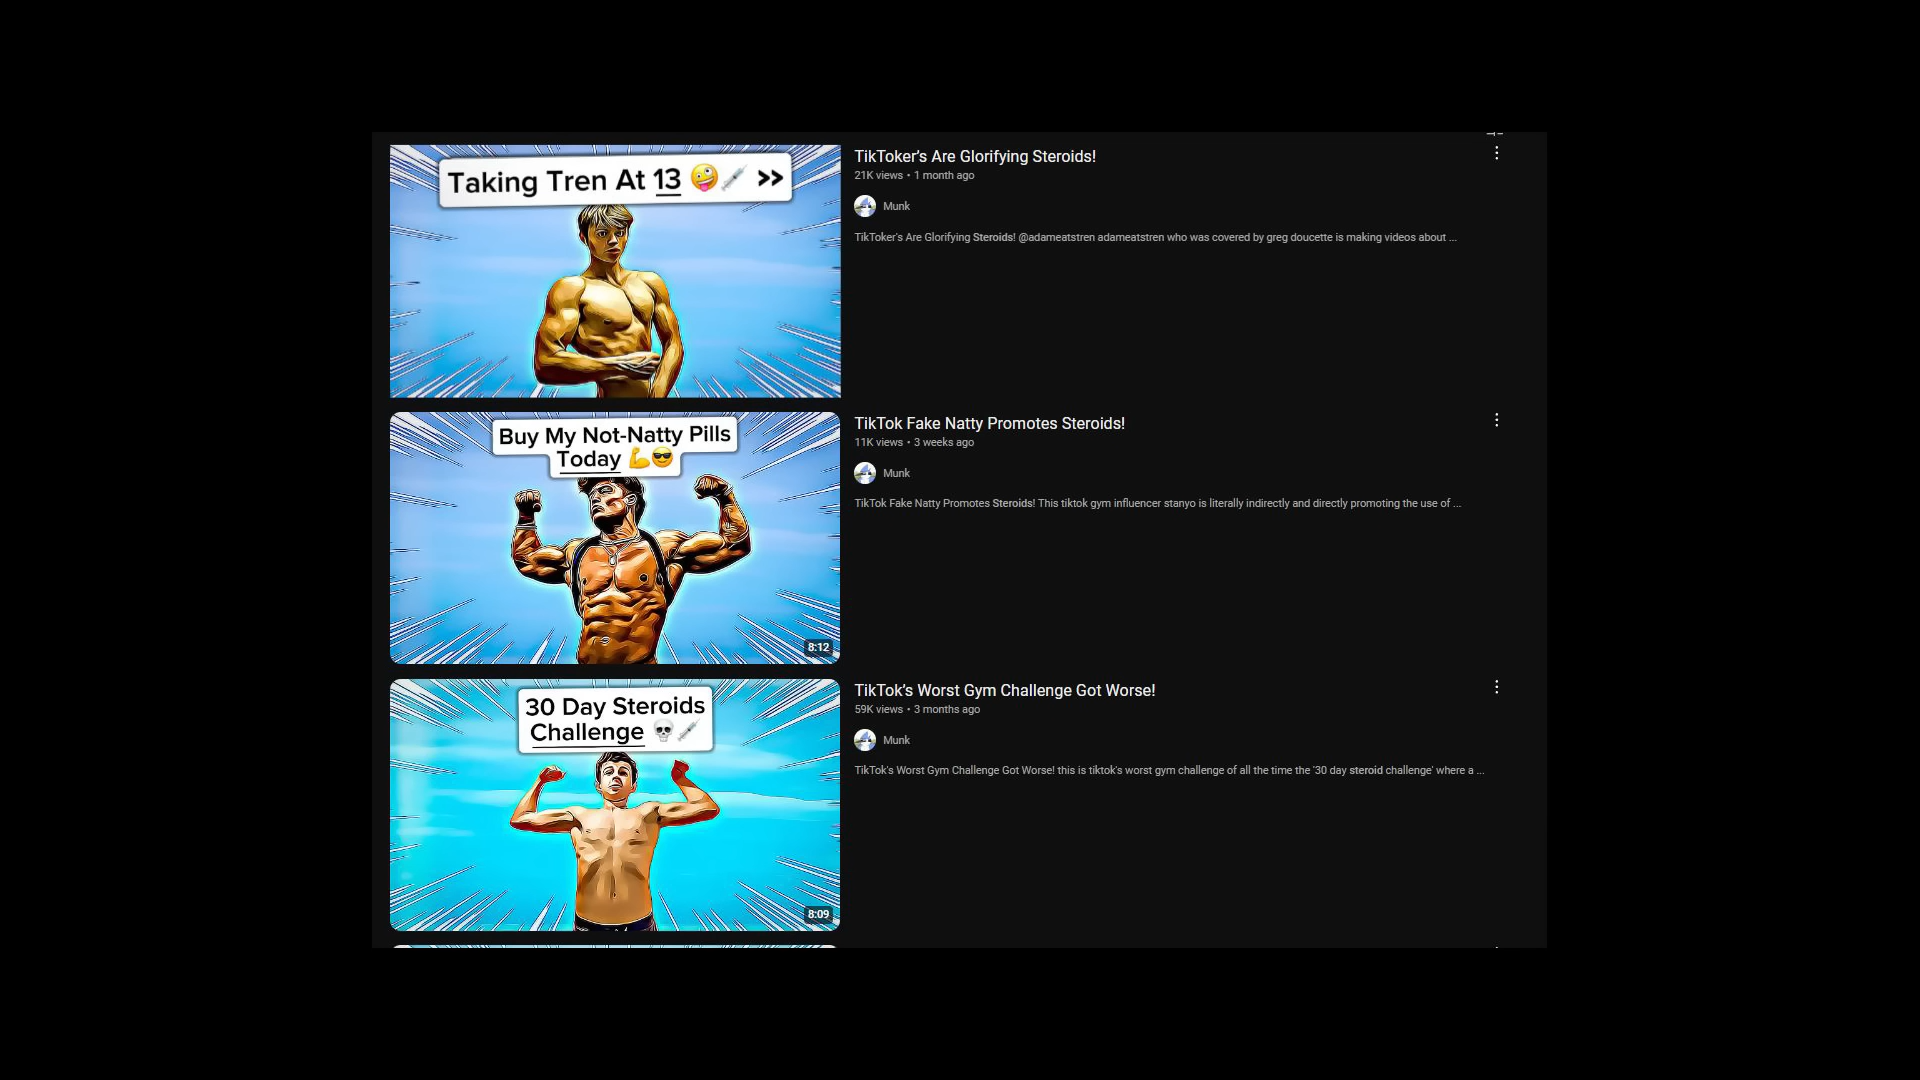 Taking Tren At 13 🤪💉 >>
TikToker's Are Glorifying Steroids!
21K views • 1 month ago
Munk
TikToker's Are Glorifying Steroids! @adameatstren adameatstren who was covered by greg doucette is making videos about ...
Buy My Not-Natty Pills
Today 💪😎
8:12
TikTok Fake Natty Promotes Steroids!
11K views • 3 weeks ago
Munk
TikTok Fake Natty Promotes Steroids! This tiktok gym influencer stanyo is literally indirectly and directly promoting the use of ...
30 Day Steroids
Challenge 💀💉
8:09
TikTok's Worst Gym Challenge Got Worse!
59K views • 3 months ago
Munk
TikTok's Worst Gym Challenge Got Worse! this is tiktok's worst gym challenge of all the time the '30 day steroid challenge' where a ...